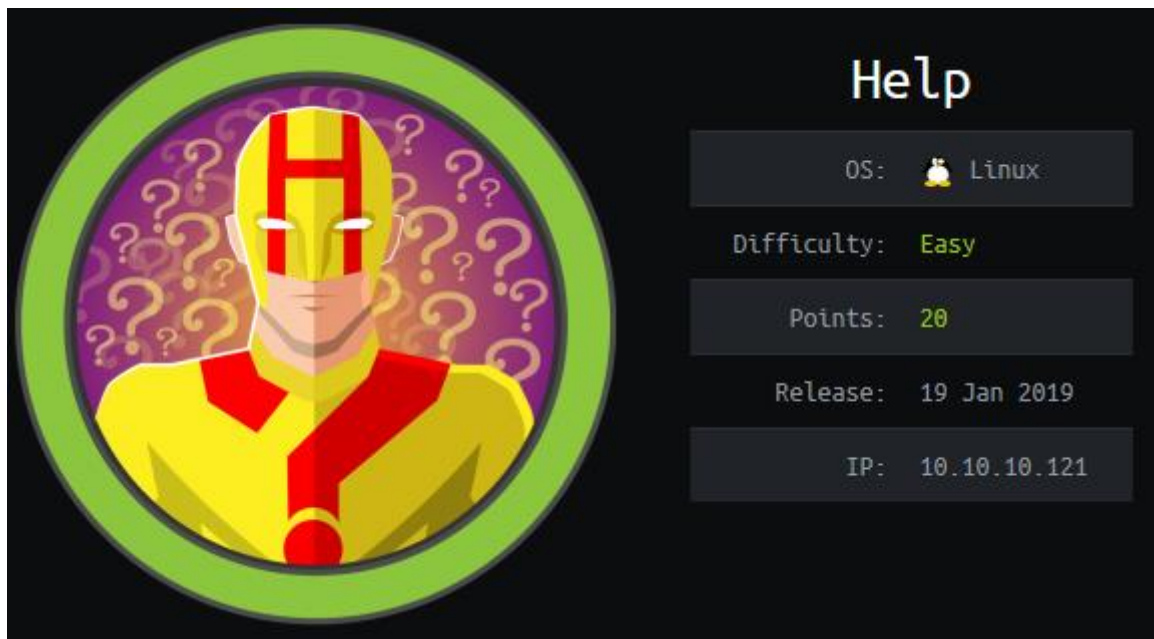 Help
OS: Linux
Difficulty: Easy
Points: 20
Release: 19 Jan 2019
IP: 10.10.10.121
H
? ? ? ? ? ? ? ? ? ? ? ? ? ? ? ?